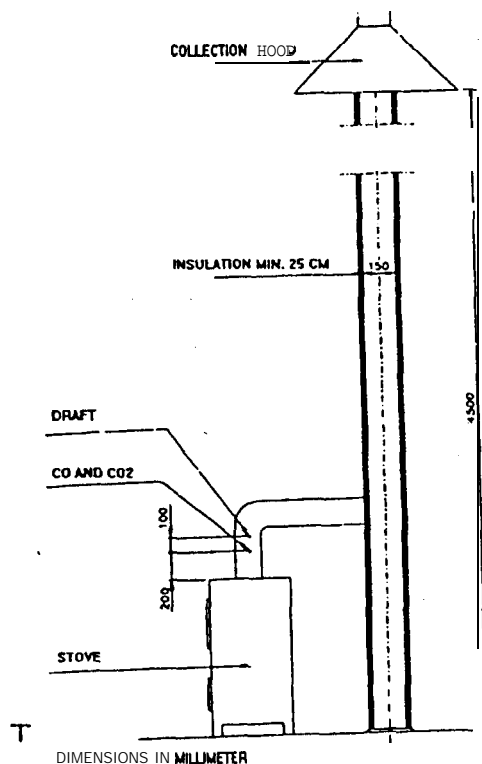 COLLECTION HOOD
INSULATION MIN. 25 CM
150
4500
DRAFT
CO AND CO2
100
200
STOVE
DIMENSIONS IN MILLIMETER